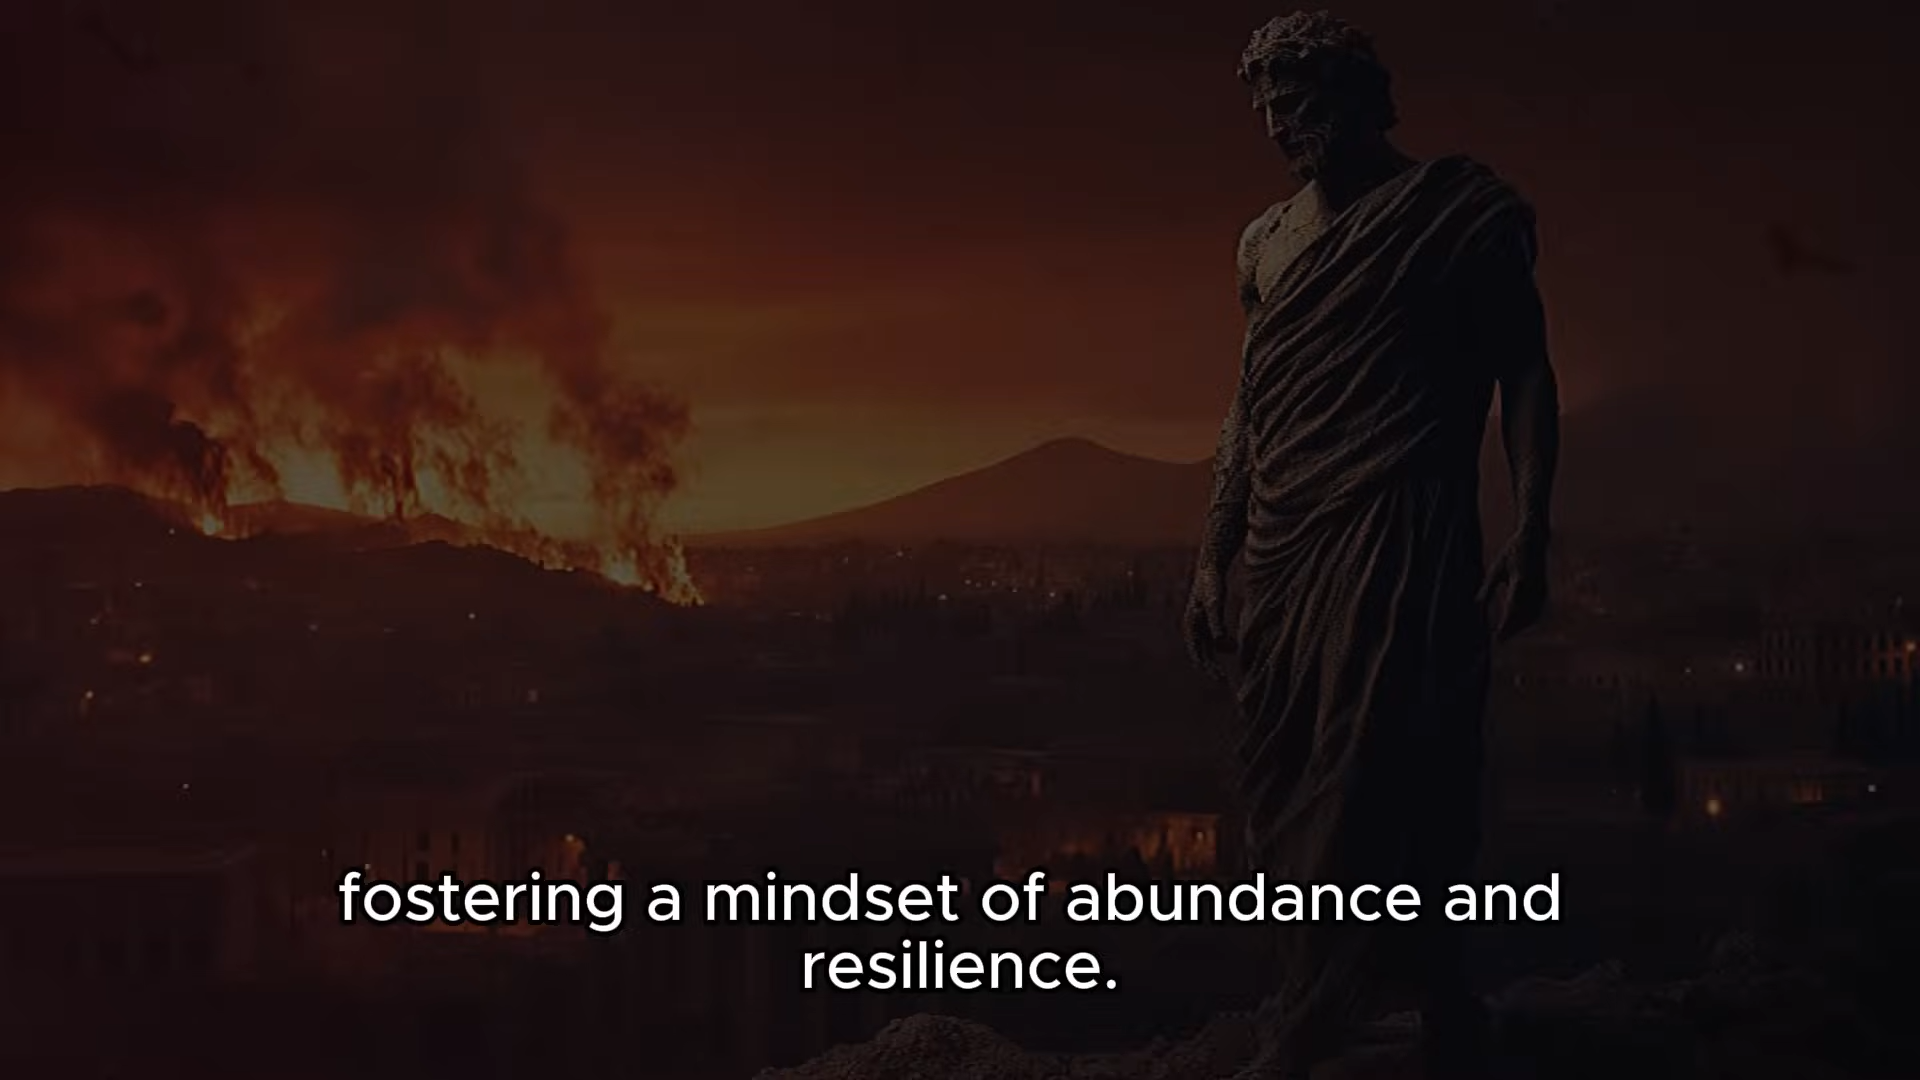 fostering a mindset of abundance and
resilience.